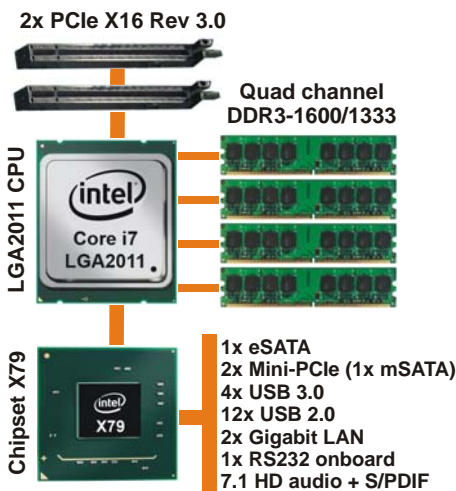 2x PCIe X16 Rev 3.0
Quad channel
DDR3-1600/1333
LGA2011 CPU
intel
Core i7
LGA2011
Chipset X79
intel
X79
1x eSATA
2x Mini-PCIe (1x mSATA)
4x USB 3.0
12x USB 2.0
2x Gigabit LAN
1x RS232 onboard
7.1 HD audio + S/PDIF